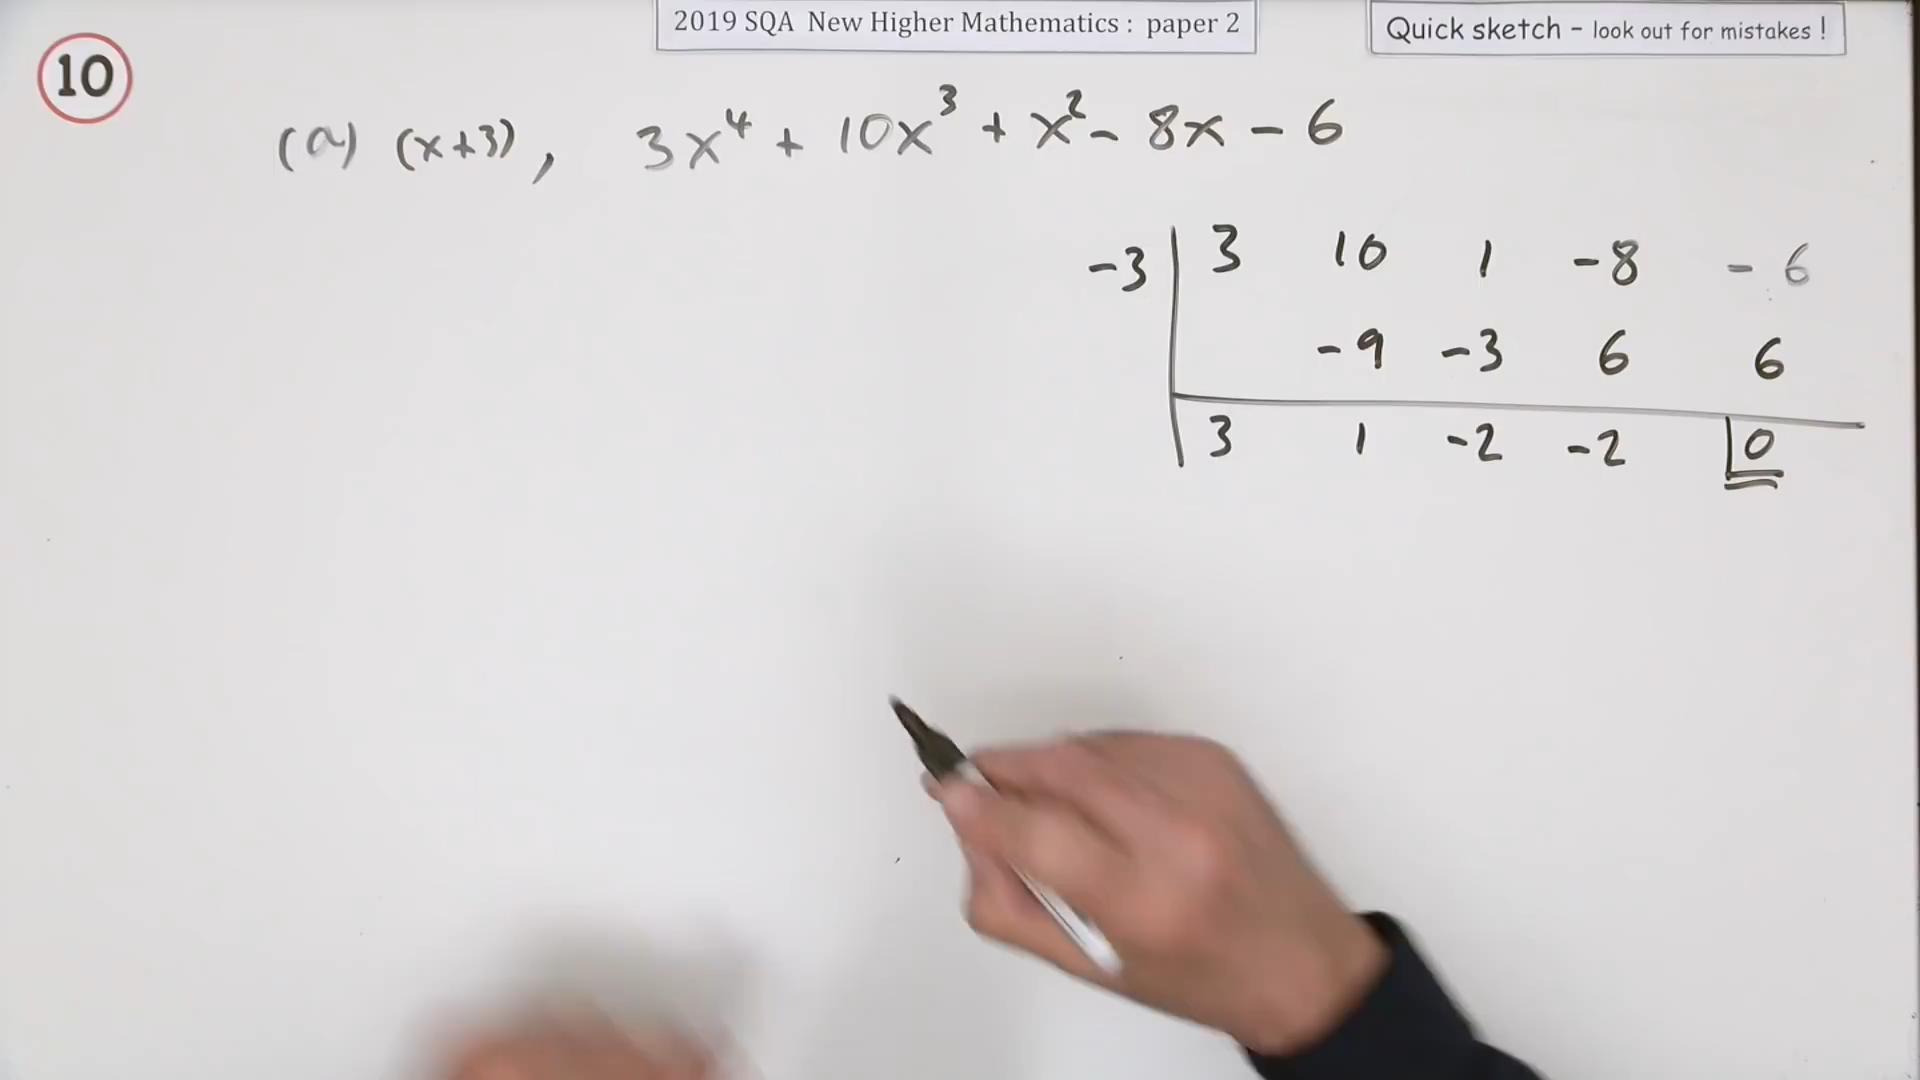 2019 SQA New Higher Mathematics : paper 2
Quick sketch – look out for mistakes !
10
(a) (x+3), 3x⁴ + 10x³ + x² - 8x - 6
-3 | 3 10 1 -8 -6
-9 -3 6 6
3 1 -2 -2 0